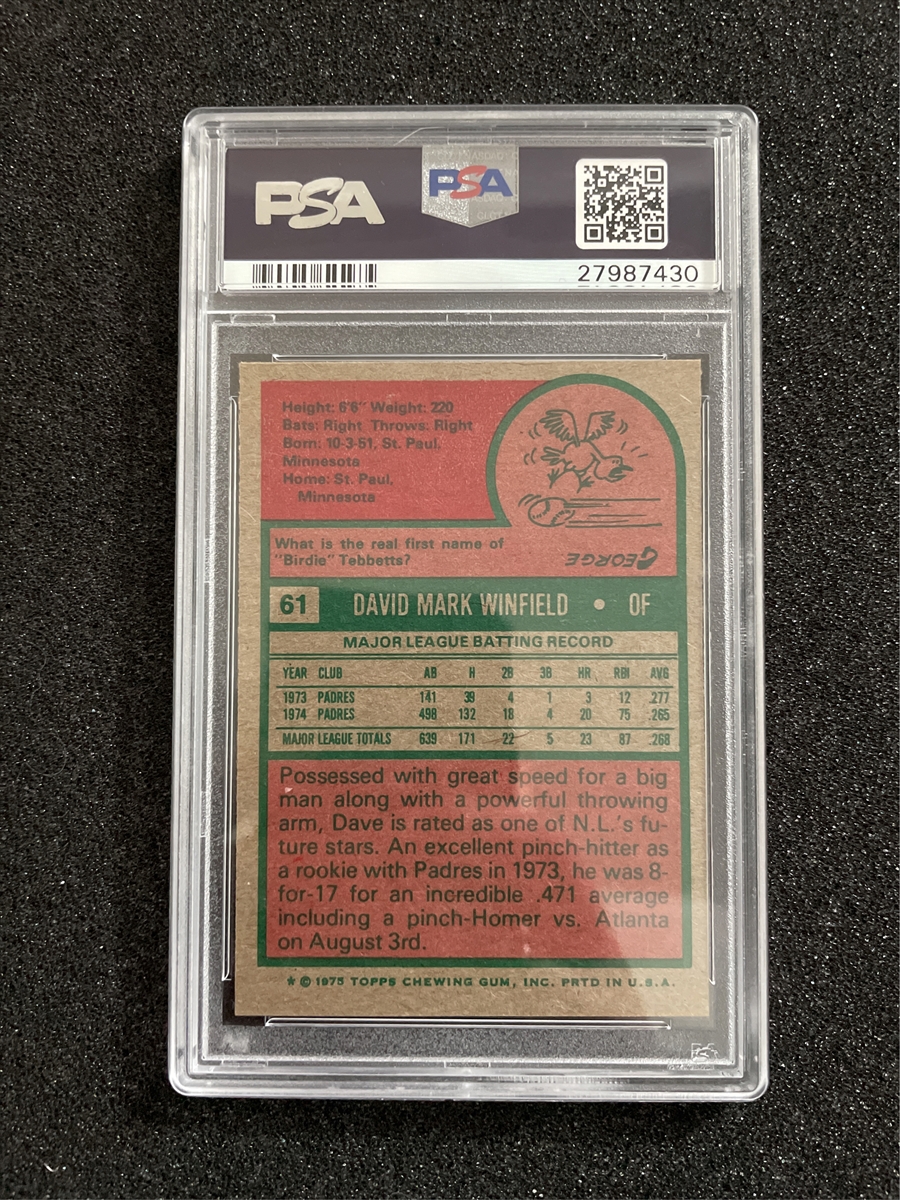 PSA PSA
27987430
Height: 6'6" Weight: 220
Bats: Right Throws: Right
Born: 10-3-51, St. Paul,
Minnesota
Home: St. Paul,
Minnesota
What is the real first name of
"Birdie" Tebbetts?
GEORGE
61 DAVID MARK WINFIELD • OF
MAJOR LEAGUE BATTING RECORD
YEAR CLUB AB H 2B 3B HR RBI AVG
1973 PADRES 141 39 4 1 3 12 .277
1974 PADRES 498 132 18 4 20 75 .265
MAJOR LEAGUE TOTALS 639 171 22 5 23 87 .268
Possessed with great speed for a big
man along with a powerful throwing
arm, Dave is rated as one of N.L.'s fu-
ture stars. An excellent pinch-hitter as
a rookie with Padres in 1973, he was 8-
for-17 for an incredible .471 average
including a pinch-Homer vs. Atlanta
on August 3rd.
* © 1975 TOPPS CHEWING GUM, INC. PRTD IN U.S.A.